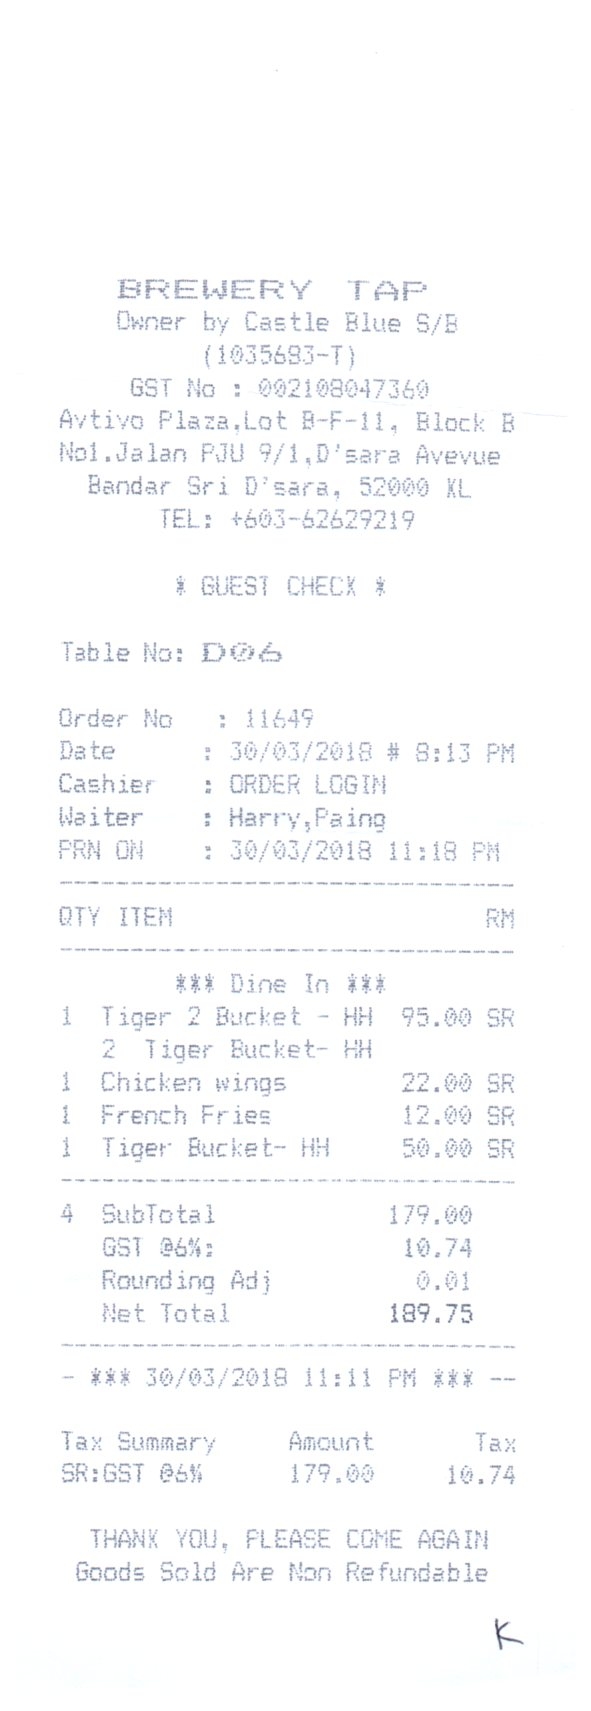 BREWERY TAP
Owner by Castle Blue S/B
(1035683-T)
GST No : 002108047360
Avtivo Plaza,Lot B-F-11, Block B
No1.Jalan PJU 9/1,D'sara Avevue
Bandar Sri D'sara, 52000 KL
TEL: +603-62629219
* GUEST CHECK *
Table No: D06
Order No : 11649
Date : 30/03/2018 # 8:13 PM
Cashier : ORDER LOGIN
Waiter : Harry,Paing
PRN ON : 30/03/2018 11:18 PM
QTY ITEM RM
*** Dine In ***
1 Tiger 2 Bucket - HH 95.00 SR
2 Tiger Bucket- HH
1 Chicken wings 22.00 SR
1 French Fries 12.00 SR
1 Tiger Bucket- HH 50.00 SR
4 SubTotal 179.00
GST @6%: 10.74
Rounding Adj 0.01
Net Total 189.75
- *** 30/03/2018 11:11 PM *** --
Tax Summary Amount Tax
SR:GST @6% 179.00 10.74
THANK YOU, PLEASE COME AGAIN
Goods Sold Are Non Refundable
K